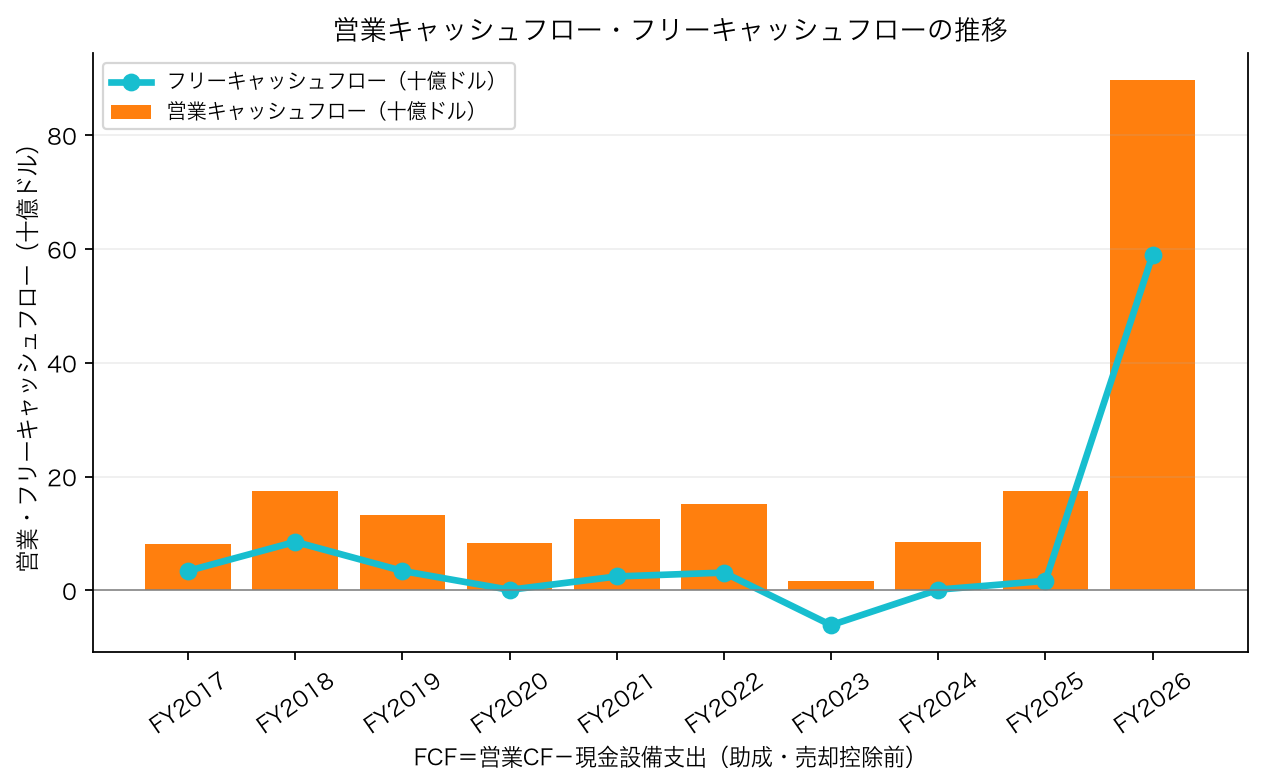 営業キャッシュフロー・フリーキャッシュフローの推移
フリーキャッシュフロー（十億ドル）
営業キャッシュフロー（十億ドル）
営業・フリーキャッシュフロー（十億ドル）
80
60
40
20
0
FY2017
FY2018
FY2019
FY2020
FY2021
FY2022
FY2023
FY2024
FY2025
FY2026
FCF＝営業CF－現金設備支出（助成・売却控除前）